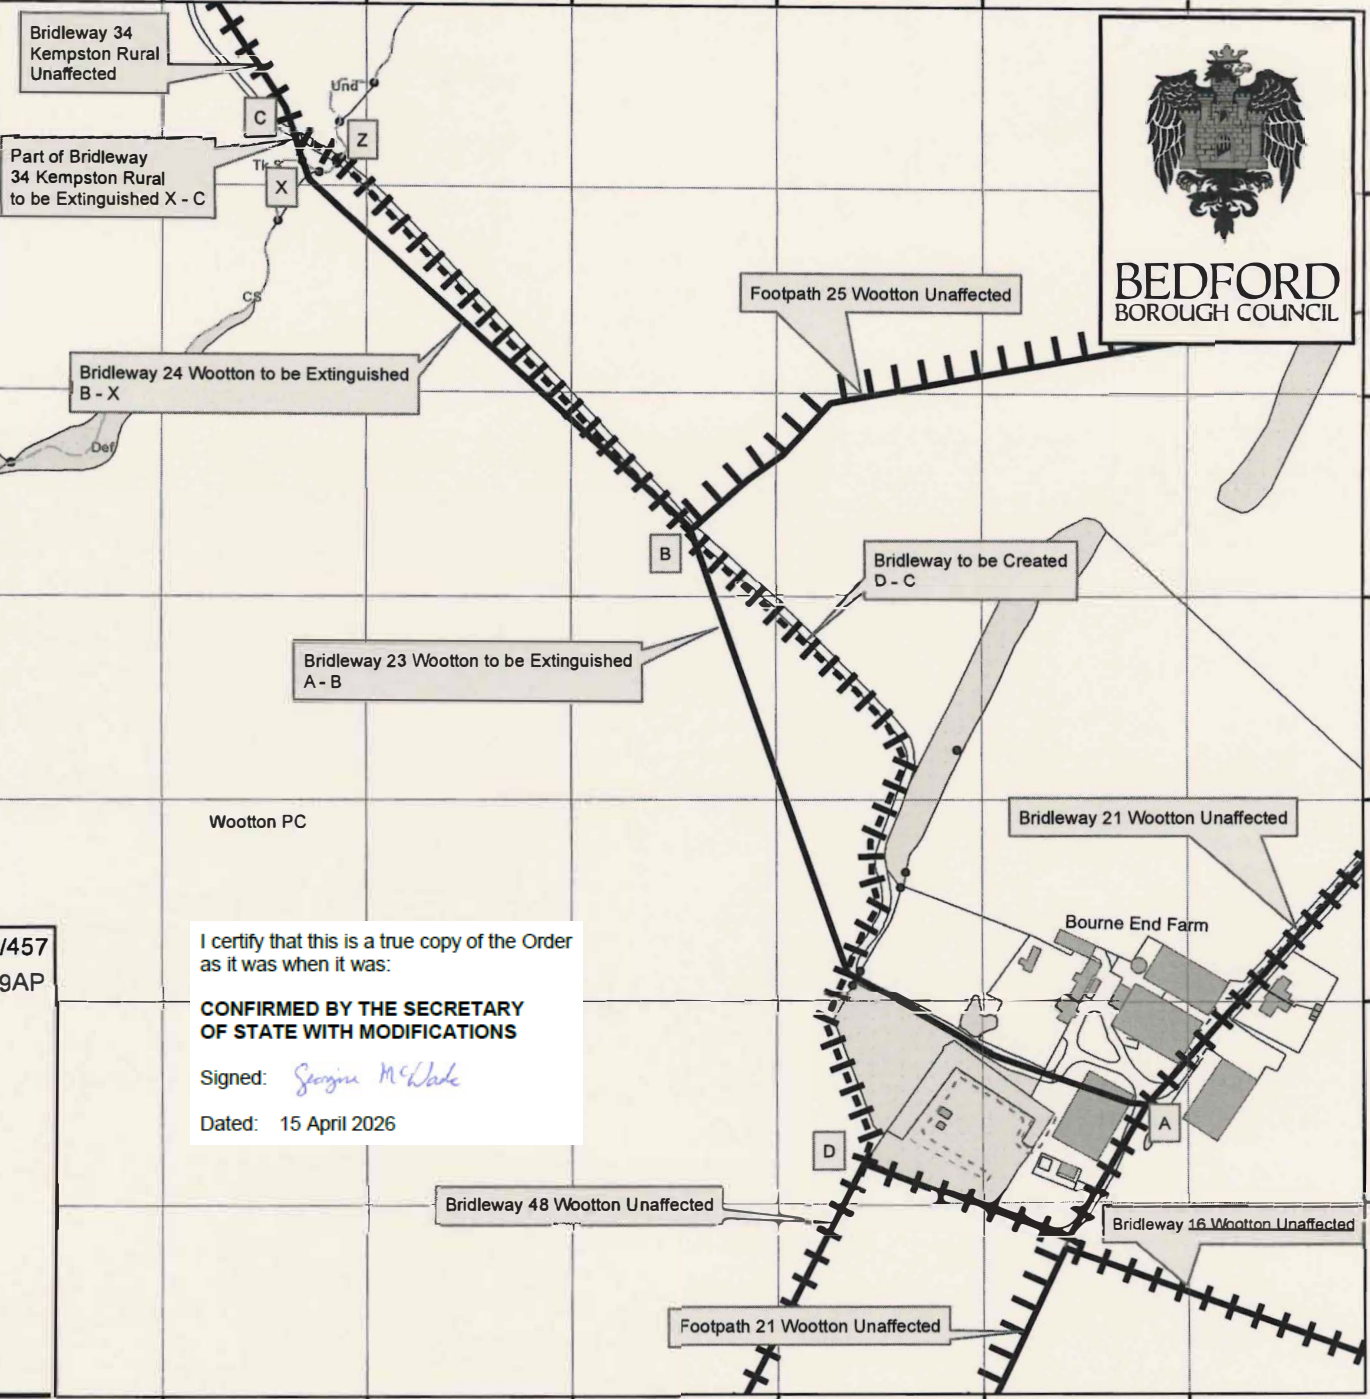 Bridleway 34
Kempston Rural
Unaffected
Und
C
Z
Part of Bridleway
34 Kempston Rural
to be Extinguished X - C
X
CS
BEDFORD
BOROUGH COUNCIL
Footpath 25 Wootton Unaffected
Bridleway 24 Wootton to be Extinguished
B - X
Def
B
Bridleway to be Created
D - C
Bridleway 23 Wootton to be Extinguished
A - B
Wootton PC
Bridleway 21 Wootton Unaffected
Bourne End Farm
/457
9AP
I certify that this is a true copy of the Order
as it was when it was:
CONFIRMED BY THE SECRETARY
OF STATE WITH MODIFICATIONS
Signed: Georgina McDade
Dated: 15 April 2026
A
D
Bridleway 48 Wootton Unaffected
Bridleway 16 Wootton Unaffected
Footpath 21 Wootton Unaffected